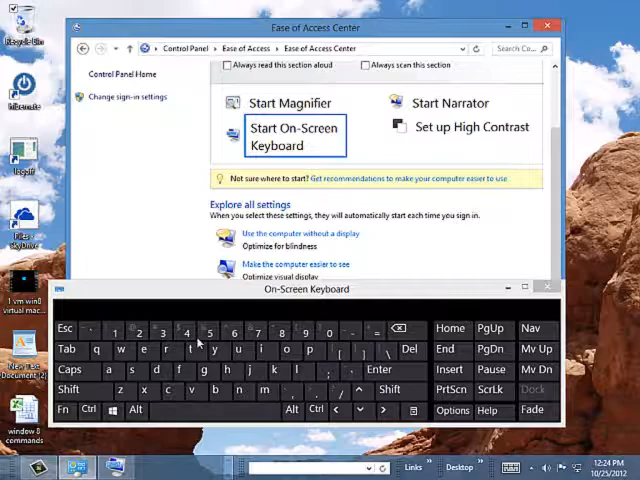 Recycle Bin
hibernate
logoff
Files - SkyDrive
1 vm win8 virtual mac...
New Text Document (2)
window 8 commands
Ease of Access Center
Control Panel Ease of Access Ease of Access Center
Search Co...
Control Panel Home
Change sign-in settings
Always read this section aloud
Always scan this section
Start Magnifier
Start Narrator
Start On-Screen
Keyboard
Set up High Contrast
Not sure where to start? Get recommendations to make your computer easier to use
Explore all settings
When you select these settings, they will automatically start each time you sign in.
Use the computer without a display
Optimize for blindness
Make the computer easier to see
Optimize visual display
On-Screen Keyboard
Esc ` 1 2 3 4 5 6 7 8 9 0 - = Home PgUp Nav
Tab q w e r t y u i o p [ ] \ Del End PgDn Mv Up
Caps a s d f g h j k l ; ' Enter Insert Pause Mv Dn
Shift z x c v b n m , . / Shift PrtScn ScrLk Dock
Fn Ctrl Alt Alt Ctrl Options Help Fade
Links Desktop
12:24 PM
10/25/2012